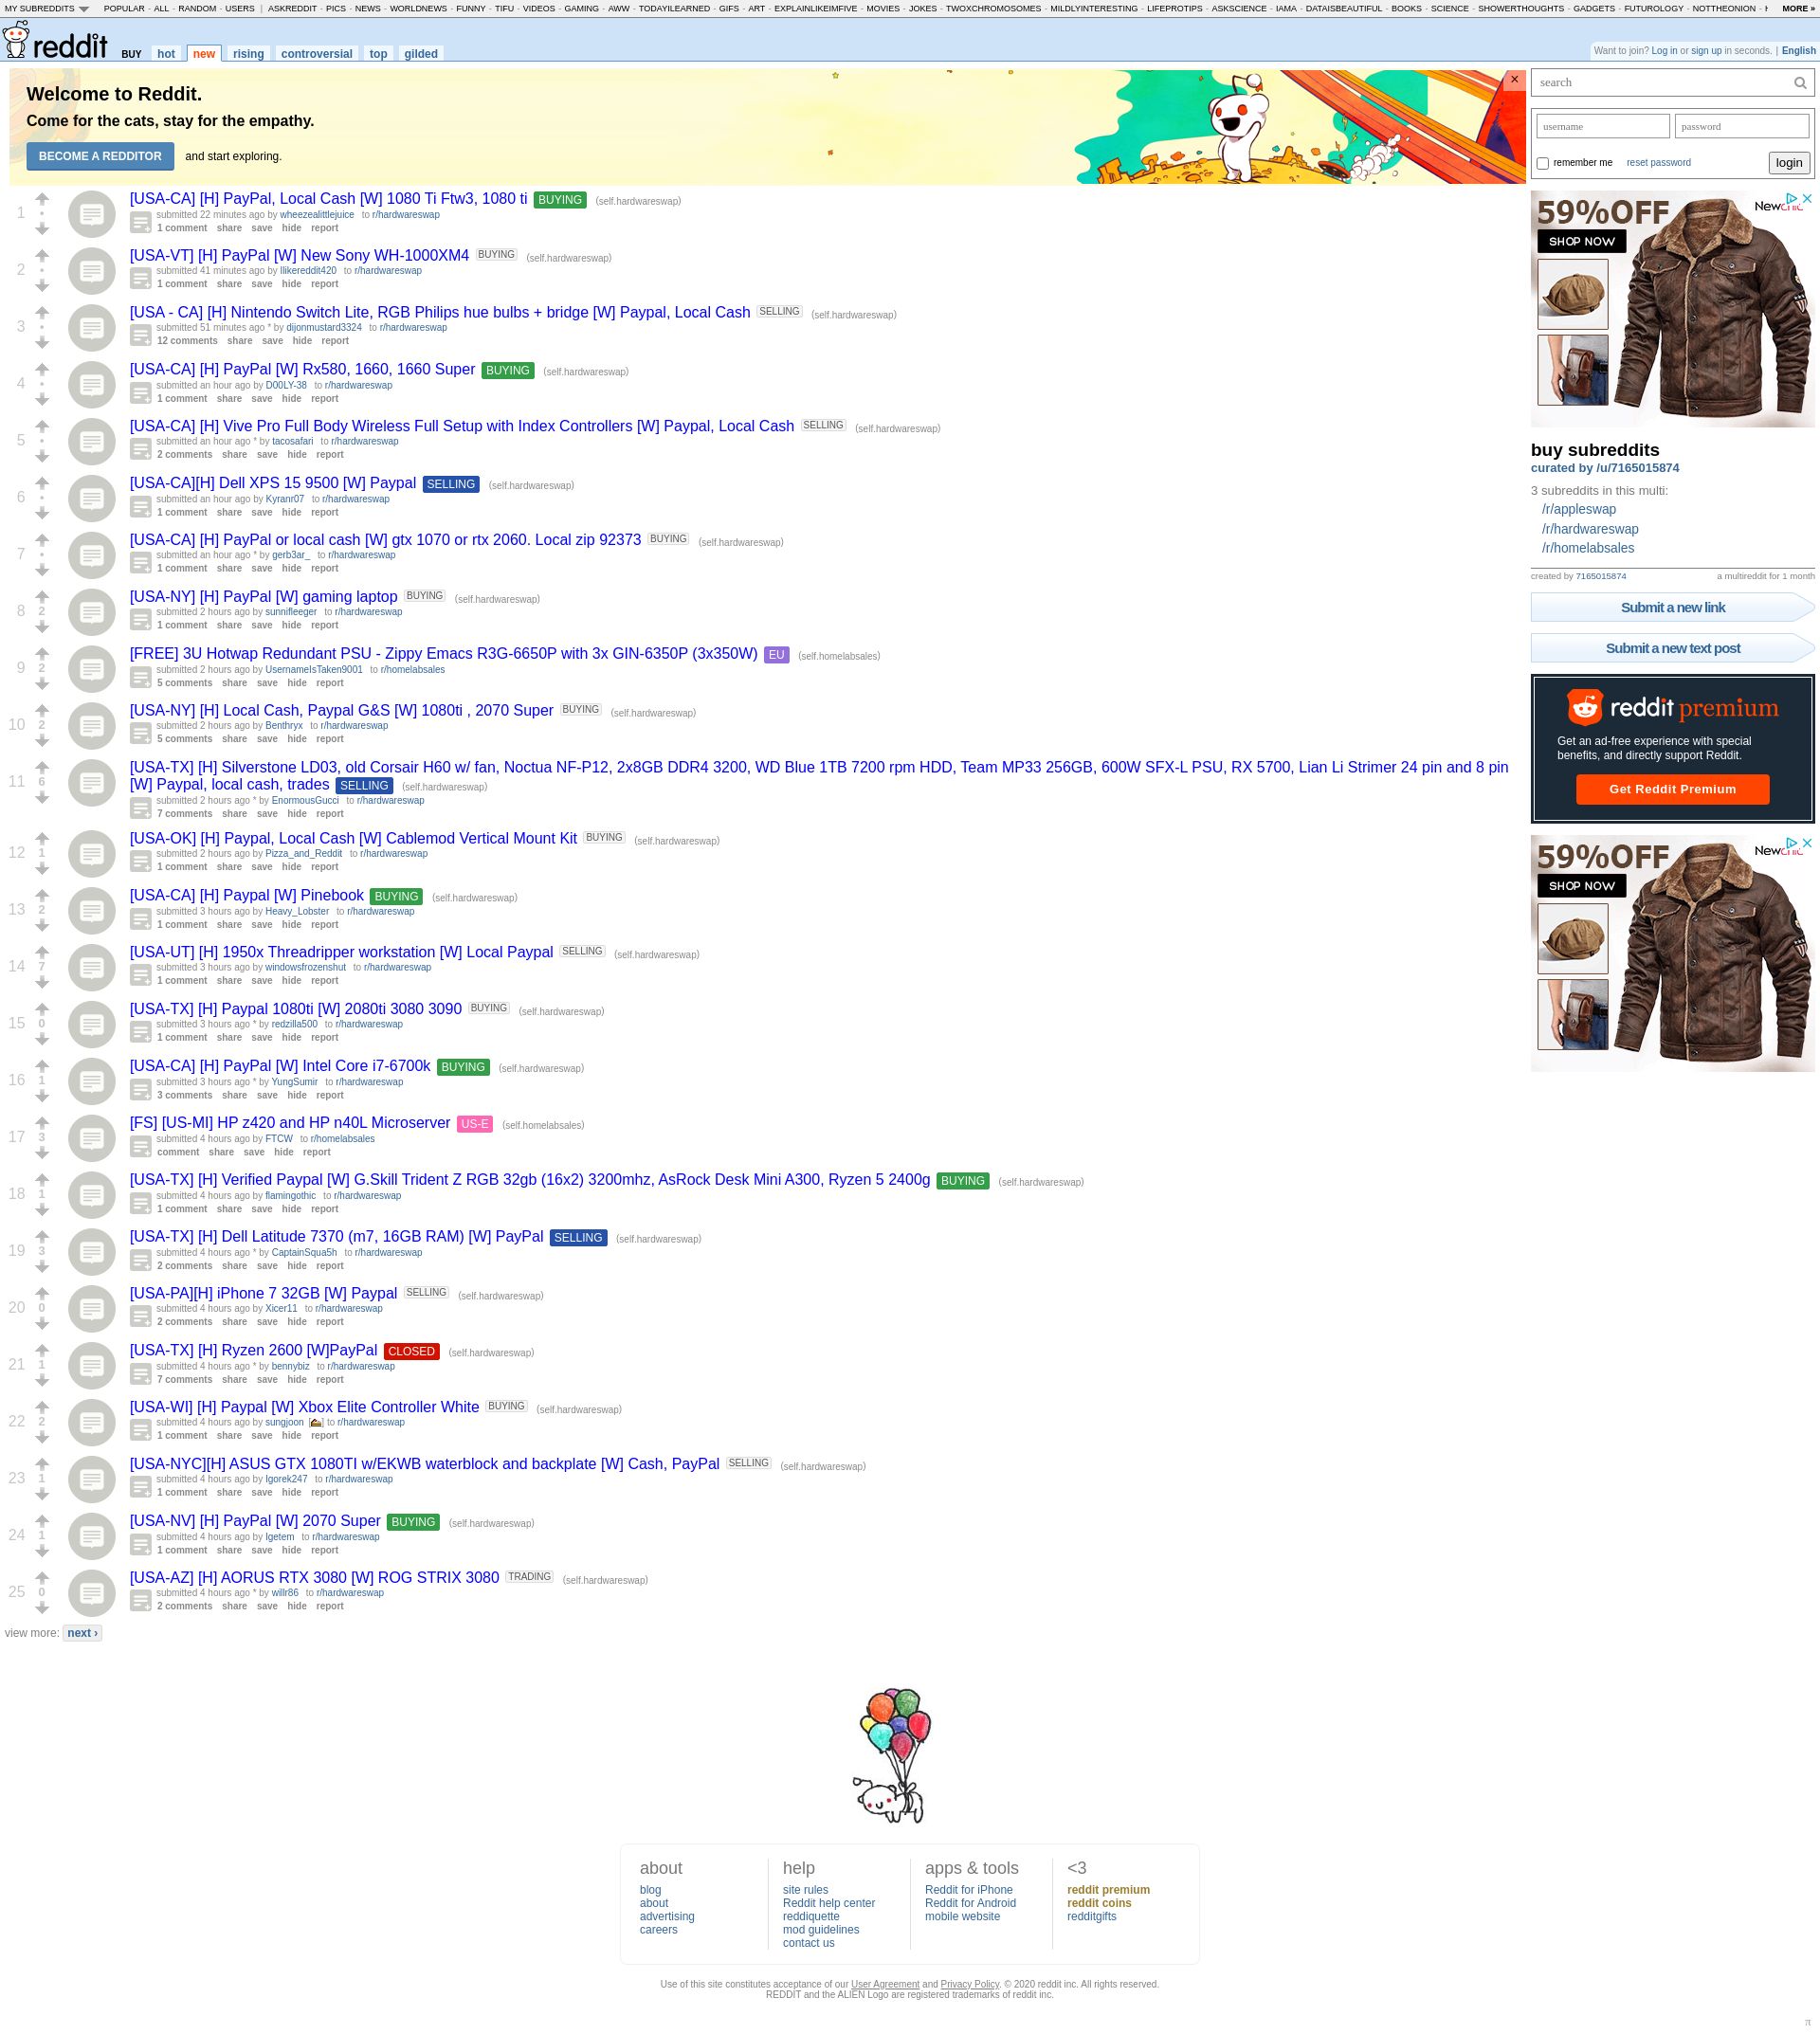 MY SUBREDDITS POPULAR - ALL - RANDOM - USERS | ASKREDDIT - PICS - NEWS - WORLDNEWS - FUNNY - TIFU - VIDEOS - GAMING - AWW - TODAYILEARNED - GIFS - ART - EXPLAINLIKEIMFIVE - MOVIES - JOKES - TWOXCHROMOSOMES - MILDLYINTERESTING - LIFEPROTIPS - ASKSCIENCE - IAMA - DATAISBEAUTIFUL - BOOKS - SCIENCE - SHOWERTHOUGHTS - GADGETS - FUTUROLOGY - NOTTHEONION - MORE »
reddit BUY hot new rising controversial top gilded
Want to join? Log in or sign up in seconds. | English
Welcome to Reddit.
Come for the cats, stay for the empathy.
BECOME A REDDITOR and start exploring.
×
1
[USA-CA] [H] PayPal, Local Cash [W] 1080 Ti Ftw3, 1080 ti BUYING (self.hardwareswap)
submitted 22 minutes ago by wheezealittlejuice to r/hardwareswap
1 comment share save hide report
2
[USA-VT] [H] PayPal [W] New Sony WH-1000XM4 BUYING (self.hardwareswap)
submitted 41 minutes ago by Ilikereddit420 to r/hardwareswap
1 comment share save hide report
3
[USA - CA] [H] Nintendo Switch Lite, RGB Philips hue bulbs + bridge [W] Paypal, Local Cash SELLING (self.hardwareswap)
submitted 51 minutes ago * by dijonmustard3324 to r/hardwareswap
12 comments share save hide report
4
[USA-CA] [H] PayPal [W] Rx580, 1660, 1660 Super BUYING (self.hardwareswap)
submitted an hour ago by D00LY-38 to r/hardwareswap
1 comment share save hide report
5
[USA-CA] [H] Vive Pro Full Body Wireless Full Setup with Index Controllers [W] Paypal, Local Cash SELLING (self.hardwareswap)
submitted an hour ago * by tacosafari to r/hardwareswap
2 comments share save hide report
6
[USA-CA][H] Dell XPS 15 9500 [W] Paypal SELLING (self.hardwareswap)
submitted an hour ago by Kyranr07 to r/hardwareswap
1 comment share save hide report
7
[USA-CA] [H] PayPal or local cash [W] gtx 1070 or rtx 2060. Local zip 92373 BUYING (self.hardwareswap)
submitted an hour ago * by gerb3ar_ to r/hardwareswap
1 comment share save hide report
8 2
[USA-NY] [H] PayPal [W] gaming laptop BUYING (self.hardwareswap)
submitted 2 hours ago by sunnifleeger to r/hardwareswap
1 comment share save hide report
9 2
[FREE] 3U Hotwap Redundant PSU - Zippy Emacs R3G-6650P with 3x GIN-6350P (3x350W) EU (self.homelabsales)
submitted 2 hours ago by UsernameIsTaken9001 to r/homelabsales
5 comments share save hide report
10 2
[USA-NY] [H] Local Cash, Paypal G&S [W] 1080ti , 2070 Super BUYING (self.hardwareswap)
submitted 2 hours ago by Benthryx to r/hardwareswap
5 comments share save hide report
11 6
[USA-TX] [H] Silverstone LD03, old Corsair H60 w/ fan, Noctua NF-P12, 2x8GB DDR4 3200, WD Blue 1TB 7200 rpm HDD, Team MP33 256GB, 600W SFX-L PSU, RX 5700, Lian Li Strimer 24 pin and 8 pin
[W] Paypal, local cash, trades SELLING (self.hardwareswap)
submitted 2 hours ago * by EnormousGucci to r/hardwareswap
7 comments share save hide report
12 1
[USA-OK] [H] Paypal, Local Cash [W] Cablemod Vertical Mount Kit BUYING (self.hardwareswap)
submitted 2 hours ago by Pizza_and_Reddit to r/hardwareswap
1 comment share save hide report
13 2
[USA-CA] [H] Paypal [W] Pinebook BUYING (self.hardwareswap)
submitted 3 hours ago by Heavy_Lobster to r/hardwareswap
1 comment share save hide report
14 7
[USA-UT] [H] 1950x Threadripper workstation [W] Local Paypal SELLING (self.hardwareswap)
submitted 3 hours ago by windowsfrozenshut to r/hardwareswap
1 comment share save hide report
15 0
[USA-TX] [H] Paypal 1080ti [W] 2080ti 3080 3090 BUYING (self.hardwareswap)
submitted 3 hours ago * by redzilla500 to r/hardwareswap
1 comment share save hide report
16 1
[USA-CA] [H] PayPal [W] Intel Core i7-6700k BUYING (self.hardwareswap)
submitted 3 hours ago * by YungSumir to r/hardwareswap
3 comments share save hide report
17 3
[FS] [US-MI] HP z420 and HP n40L Microserver US-E (self.homelabsales)
submitted 4 hours ago by FTCW to r/homelabsales
comment share save hide report
18 1
[USA-TX] [H] Verified Paypal [W] G.Skill Trident Z RGB 32gb (16x2) 3200mhz, AsRock Desk Mini A300, Ryzen 5 2400g BUYING (self.hardwareswap)
submitted 4 hours ago by flamingothic to r/hardwareswap
1 comment share save hide report
19 3
[USA-TX] [H] Dell Latitude 7370 (m7, 16GB RAM) [W] PayPal SELLING (self.hardwareswap)
submitted 4 hours ago * by CaptainSqua5h to r/hardwareswap
2 comments share save hide report
20 0
[USA-PA][H] iPhone 7 32GB [W] Paypal SELLING (self.hardwareswap)
submitted 4 hours ago by Xicer11 to r/hardwareswap
2 comments share save hide report
21 1
[USA-TX] [H] Ryzen 2600 [W]PayPal CLOSED (self.hardwareswap)
submitted 4 hours ago * by bennybiz to r/hardwareswap
7 comments share save hide report
22 2
[USA-WI] [H] Paypal [W] Xbox Elite Controller White BUYING (self.hardwareswap)
submitted 4 hours ago by sungjoon to r/hardwareswap
1 comment share save hide report
23 1
[USA-NYC][H] ASUS GTX 1080TI w/EKWB waterblock and backplate [W] Cash, PayPal SELLING (self.hardwareswap)
submitted 4 hours ago by Igorek247 to r/hardwareswap
1 comment share save hide report
24 1
[USA-NV] [H] PayPal [W] 2070 Super BUYING (self.hardwareswap)
submitted 4 hours ago by Igetem to r/hardwareswap
1 comment share save hide report
25 0
[USA-AZ] [H] AORUS RTX 3080 [W] ROG STRIX 3080 TRADING (self.hardwareswap)
submitted 4 hours ago * by willr86 to r/hardwareswap
2 comments share save hide report
view more: next ›
search
username password
remember me reset password login
59%OFF
SHOP NOW
buy subreddits
curated by /u/7165015874
3 subreddits in this multi:
/r/appleswap
/r/hardwareswap
/r/homelabsales
created by 7165015874 a multireddit for 1 month
Submit a new link
Submit a new text post
reddit premium
Get an ad-free experience with special
benefits, and directly support Reddit.
Get Reddit Premium
59%OFF
SHOP NOW
about help apps & tools <3
blog site rules Reddit for iPhone reddit premium
about Reddit help center Reddit for Android reddit coins
advertising reddiquette mobile website redditgifts
careers mod guidelines
contact us
Use of this site constitutes acceptance of our User Agreement and Privacy Policy. © 2020 reddit inc. All rights reserved.
REDDIT and the ALIEN Logo are registered trademarks of reddit inc.
π